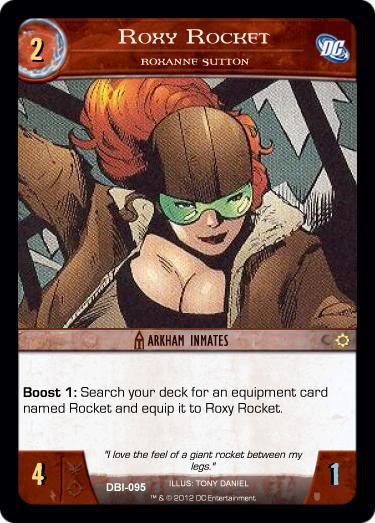 2
ROXY ROCKET
DC
ROXANNE SUTTON
ARKHAM INMATES
Boost 1: Search your deck for an equipment card
named Rocket and equip it to Roxy Rocket.
"I love the feel of a giant rocket between my
legs."
4
DBI-095
ILLUS: TONY DANIEL
1
™ & © 2012 DC Entertainment